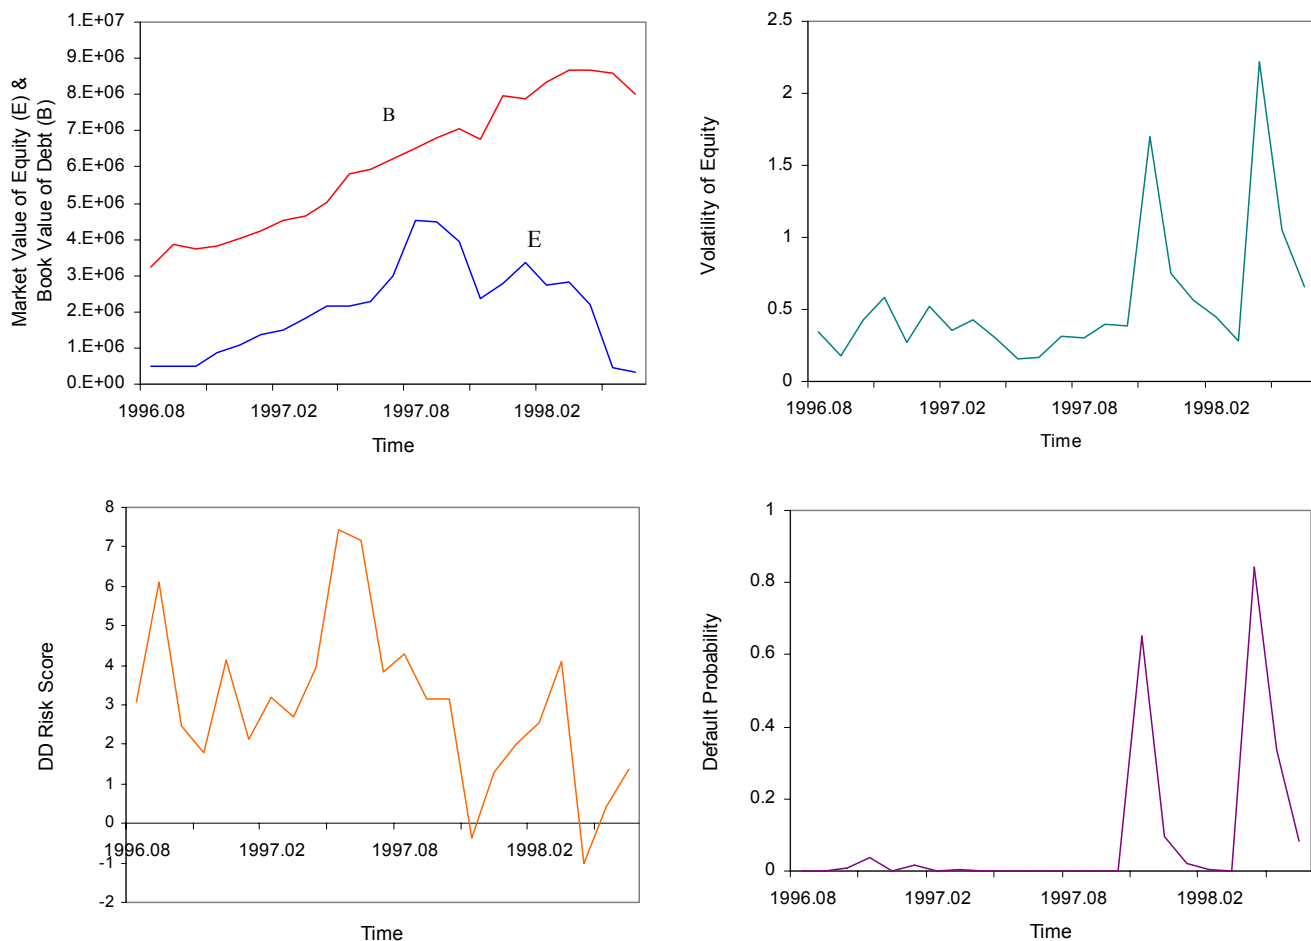 Market Value of Equity (E) &
Book Value of Debt (B)
1.E+07
9.E+06
8.E+06
7.E+06
6.E+06
5.E+06
4.E+06
3.E+06
2.E+06
1.E+06
0.E+00
B
E
1996.08 1997.02 1997.08 1998.02
Time
Volatility of Equity
2.5
2
1.5
1
0.5
0
1996.08 1997.02 1997.08 1998.02
Time
DD Risk Score
8
7
6
5
4
3
2
1
0
-1
-2
1996.08 1997.02 1997.08 1998.02
Time
Default Probability
1
0.8
0.6
0.4
0.2
0
1996.08 1997.02 1997.08 1998.02
Time